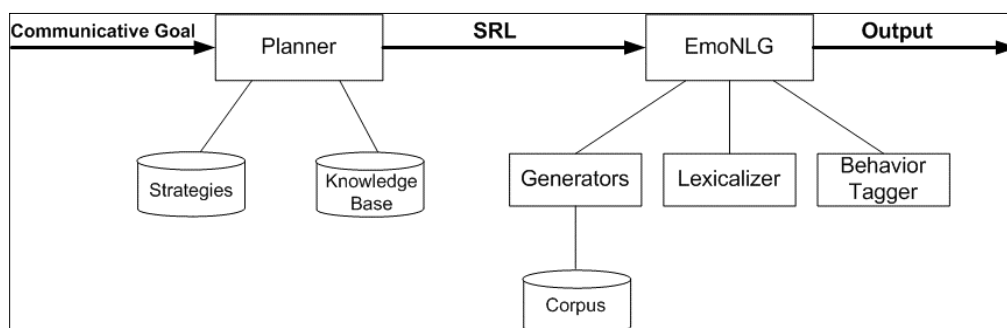 Communicative Goal
Planner
SRL
EmoNLG
Output
Strategies
Knowledge
Base
Generators
Lexicalizer
Behavior
Tagger
Corpus